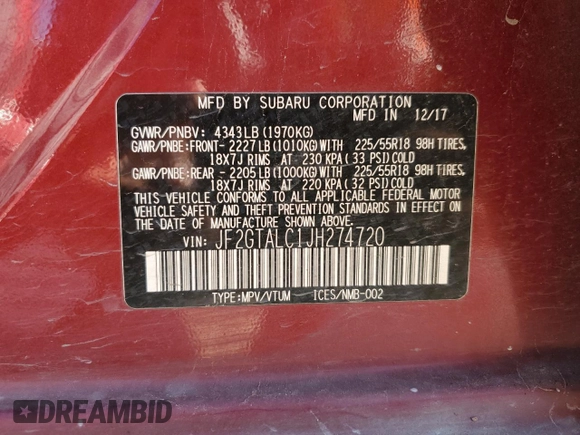 MFD BY SUBARU CORPORATION
MFD IN 12/17
GVWR/PNBV: 4343LB(1970KG)
GAWR/PNBE:FRONT- 2227LB(1010KG)WITH 225/55R18 98H TIRES,
18X7J RIMS AT 230 KPA(33 PSI)COLD
GAWR/PNBE:REAR - 2205LB(1000KG)WITH 225/55R18 98H TIRES,
18X7J RIMS AT 220 KPA(32 PSI)COLD
THIS VEHICLE CONFORMS TO ALL APPLICABLE FEDERAL MOTOR
VEHICLE SAFETY AND THEFT PREVENTION STANDARDS IN EFFECT
ON THE DATE OF MANUFACTURE SHOWN ABOVE.
VIN: JF2GTALC1JH274720
TYPE:MPV/VTUM ICES/NMB-002
DREAMBID